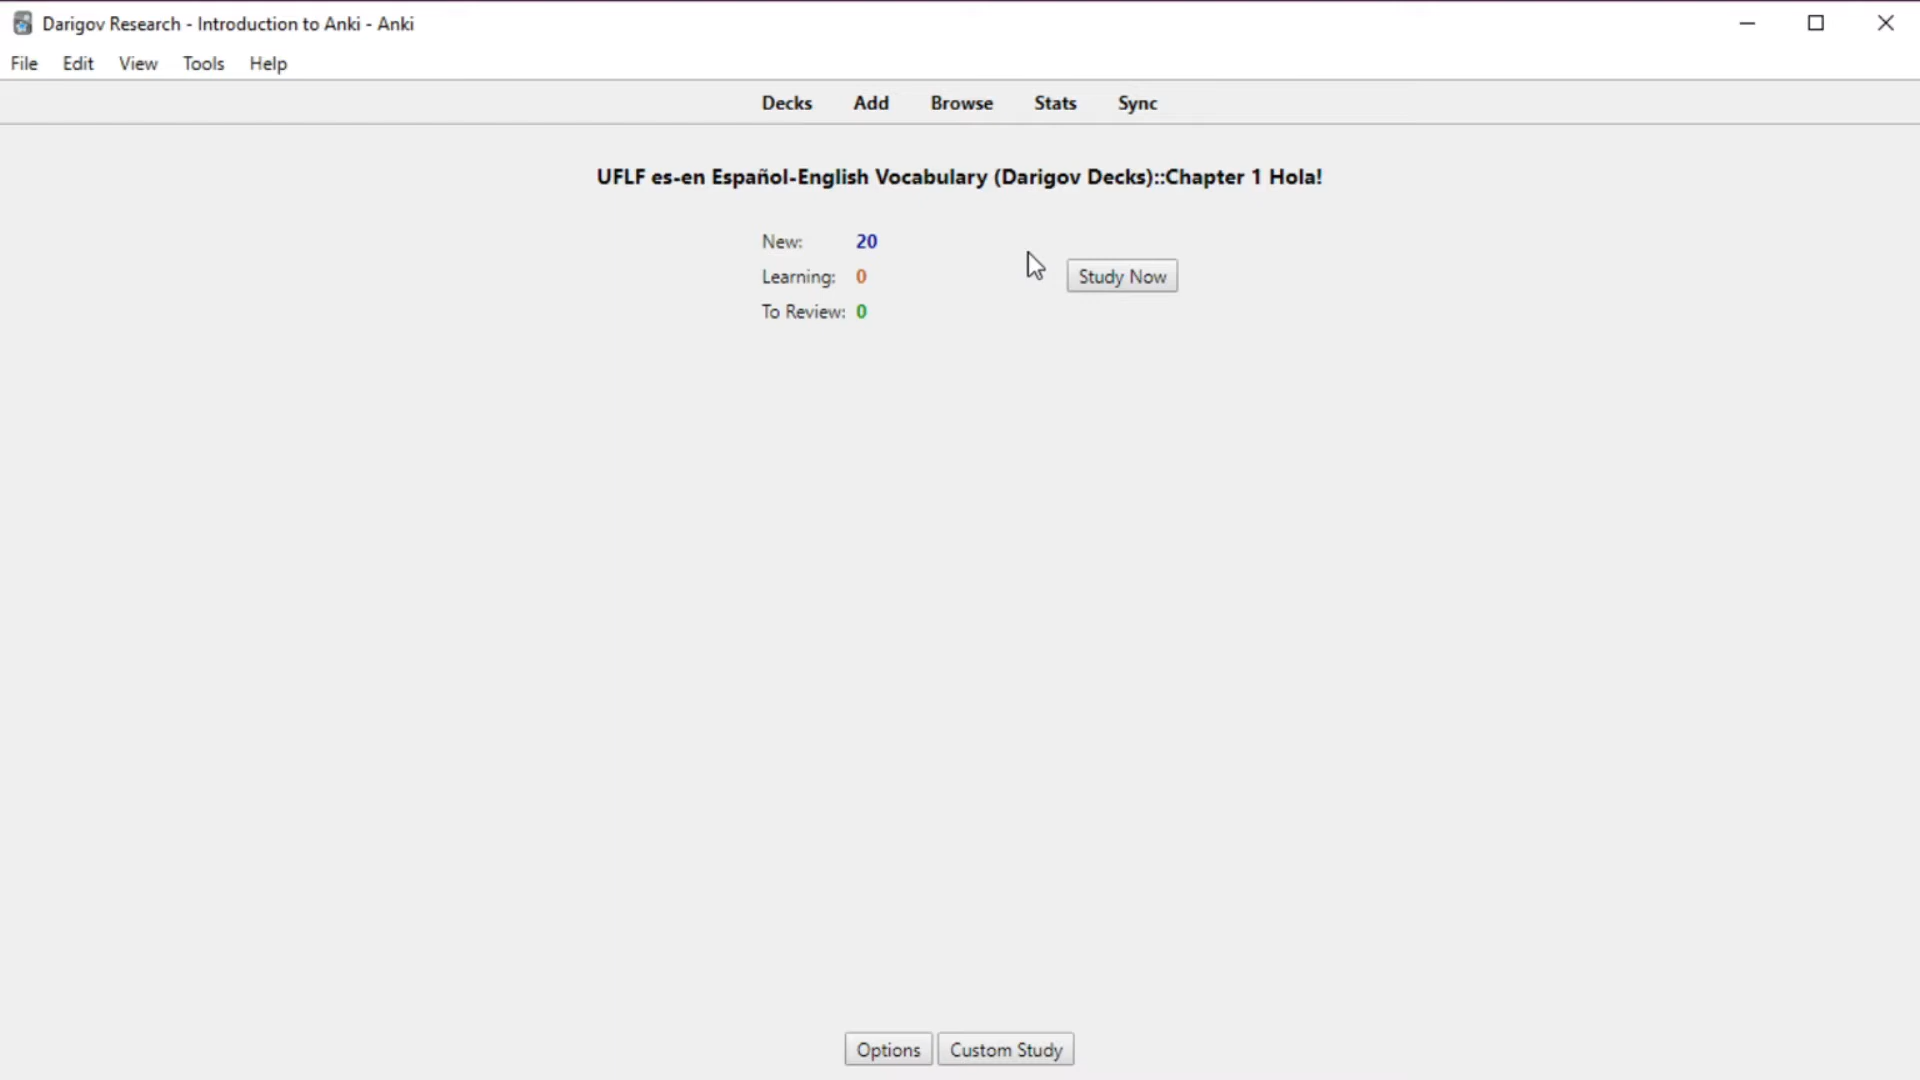 Darigov Research - Introduction to Anki - Anki
File Edit View Tools Help
Decks Add Browse Stats Sync
UFLF es-en Español-English Vocabulary (Darigov Decks)::Chapter 1 Hola!
New: 20
Learning: 0
Study Now
To Review: 0
Options Custom Study